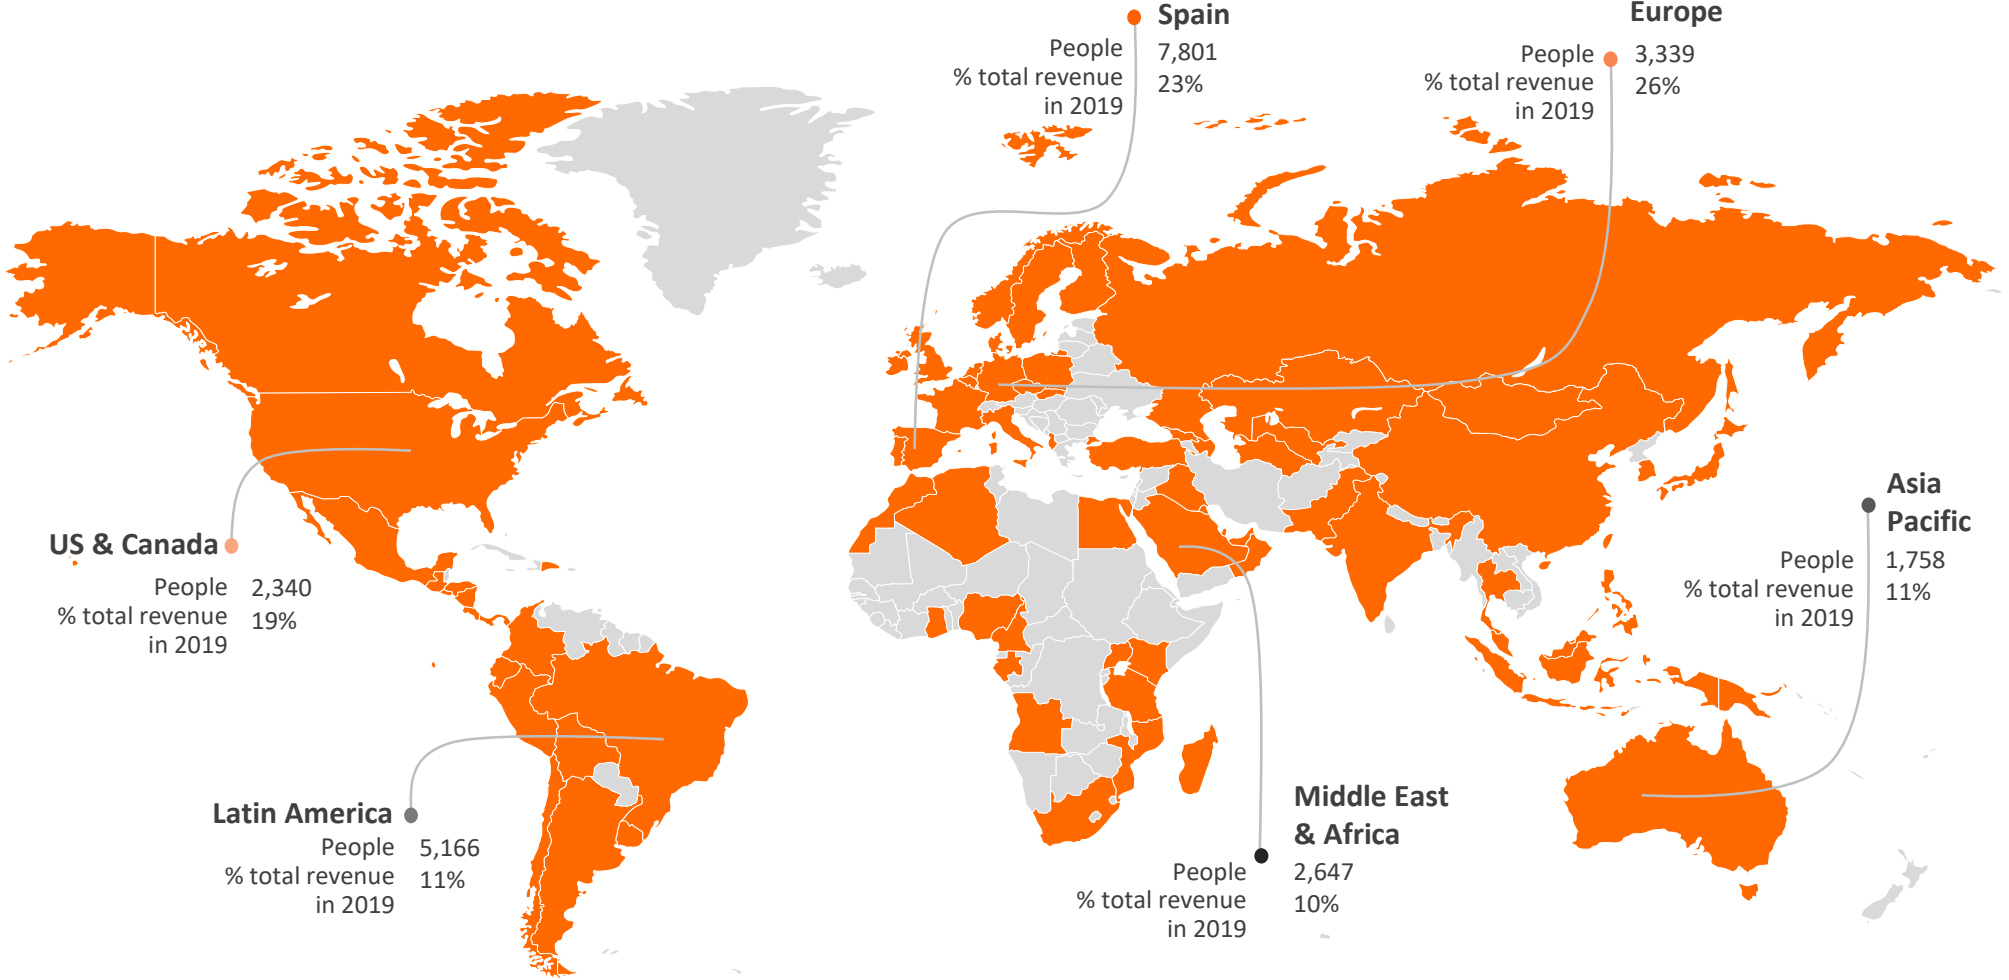 Spain
People 7,801
% total revenue 23%
in 2019
Europe
People 3,339
% total revenue 26%
in 2019
US & Canada
People 2,340
% total revenue 19%
in 2019
Asia
Pacific
People 1,758
% total revenue 11%
in 2019
Latin America
People 5,166
% total revenue 11%
in 2019
Middle East
& Africa
People 2,647
% total revenue 10%
in 2019